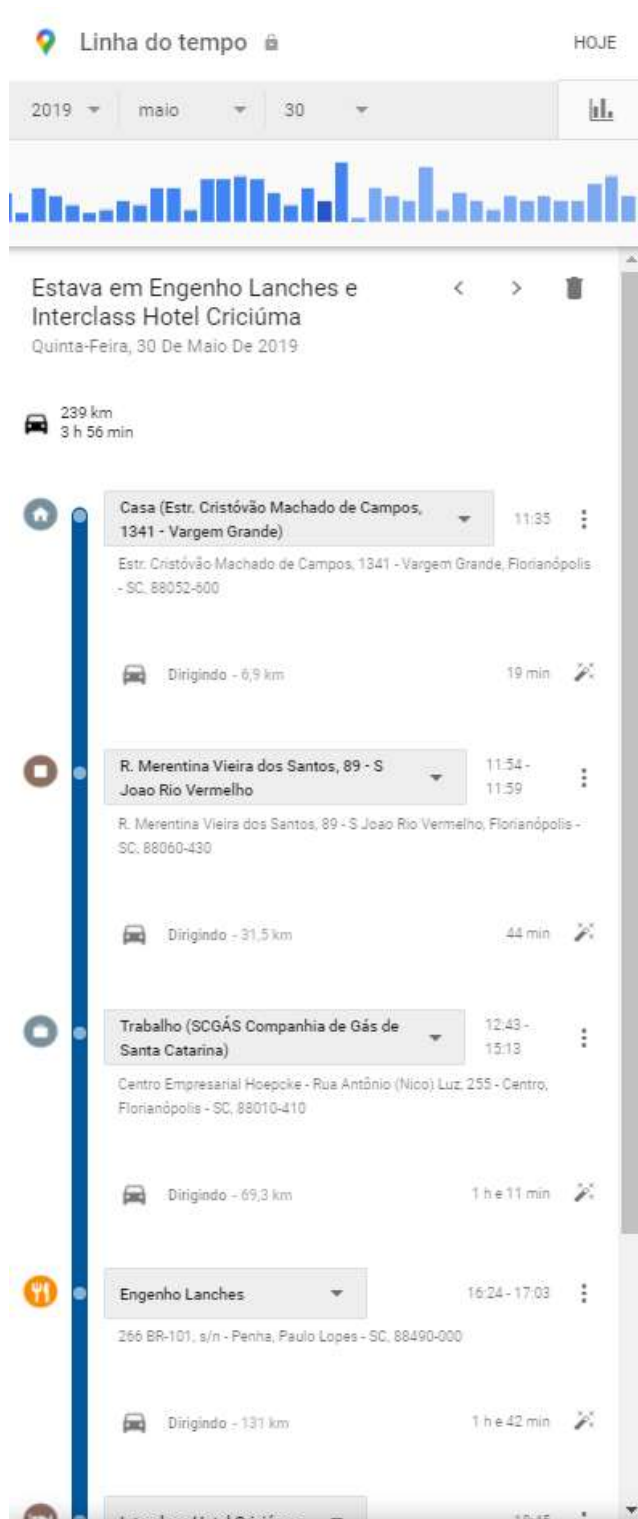 Linha do tempo
HOJE
2019
maio
30
Estava em Engenho Lanches e
Interclass Hotel Criciúma
Quinta-Feira, 30 De Maio De 2019
239 km
3 h 56 min
Casa (Estr. Cristóvão Machado de Campos,
1341 - Vargem Grande)
11:35
Estr. Cristóvão Machado de Campos, 1341 - Vargem Grande, Florianópolis
- SC, 88052-600
Dirigindo - 6,9 km
19 min
R. Merentina Vieira dos Santos, 89 - S
Joao Rio Vermelho
11:54 -
11:59
R. Merentina Vieira dos Santos, 89 - S Joao Rio Vermelho, Florianópolis -
SC, 88060-430
Dirigindo - 31,5 km
44 min
Trabalho (SCGÁS Companhia de Gás de
Santa Catarina)
12:43 -
15:13
Centro Empresarial Hoepcke - Rua Antônio (Nico) Luz, 255 - Centro,
Florianópolis - SC, 88010-410
Dirigindo - 69,3 km
1 h e 11 min
Engenho Lanches
16:24 - 17:03
266 BR-101, s/n - Penha, Paulo Lopes - SC, 88490-000
Dirigindo - 131 km
1 h e 42 min